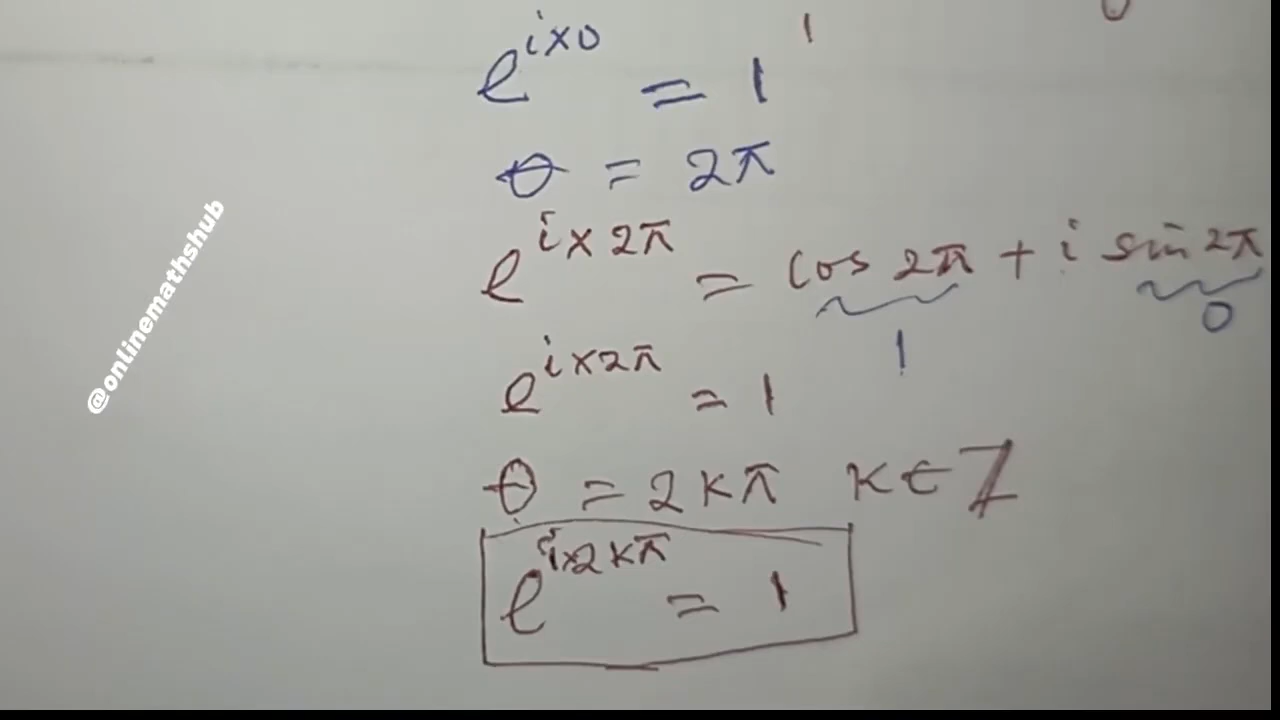 e^{i×0} = 1
θ = 2π
e^{i×2π} = cos 2π + i sin 2π
1 0
e^{i×2π} = 1
θ = 2kπ k∈Z
e^{i×2kπ} = 1
@onlinemathshub